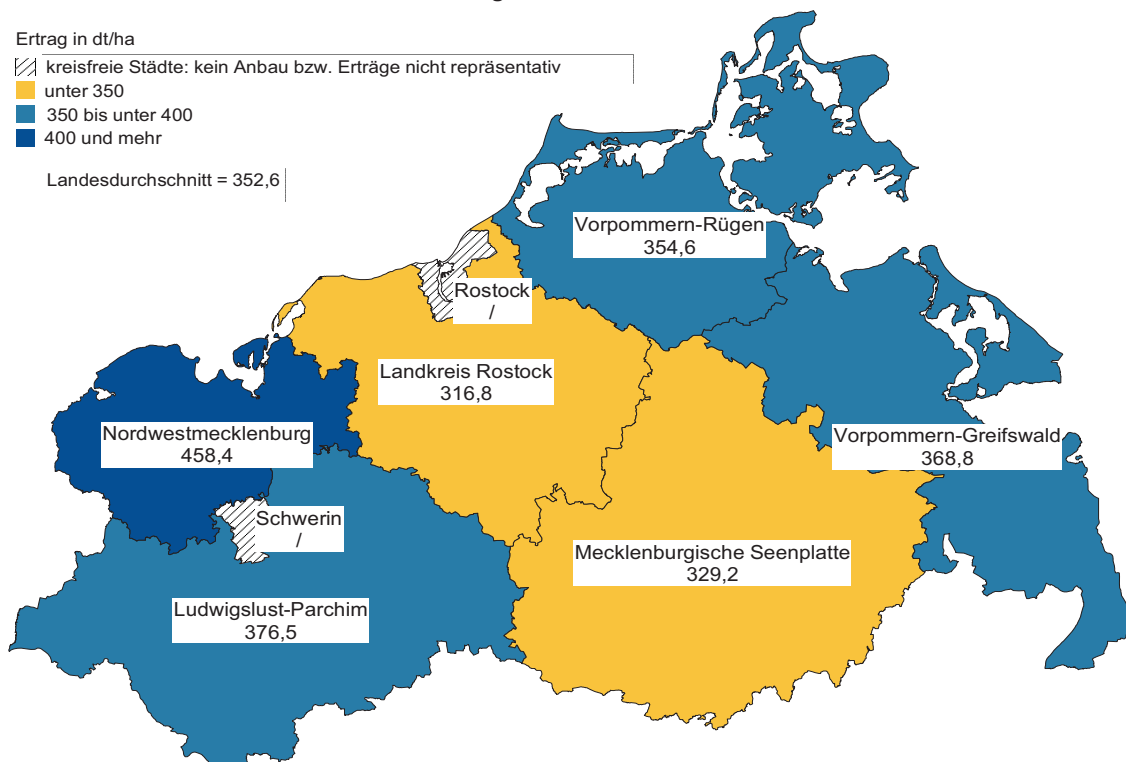 Ertrag in dt/ha
kreisfreie Städte: kein Anbau bzw. Erträge nicht repräsentativ
unter 350
350 bis unter 400
400 und mehr
Landesdurchschnitt = 352,6
Vorpommern-Rügen
354,6
Rostock
/
Landkreis Rostock
316,8
Nordwestmecklenburg
458,4
Vorpommern-Greifswald
368,8
Schwerin
/
Mecklenburgische Seenplatte
329,2
Ludwigslust-Parchim
376,5